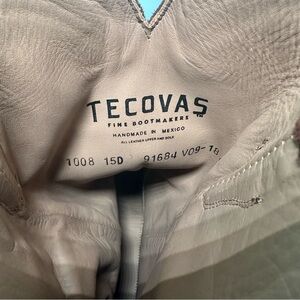 TECOVAS
FINE BOOTMAKERS
HANDMADE IN MEXICO
ALL LEATHER UPPER AND SOLE
1008 15D 91684 V09-18